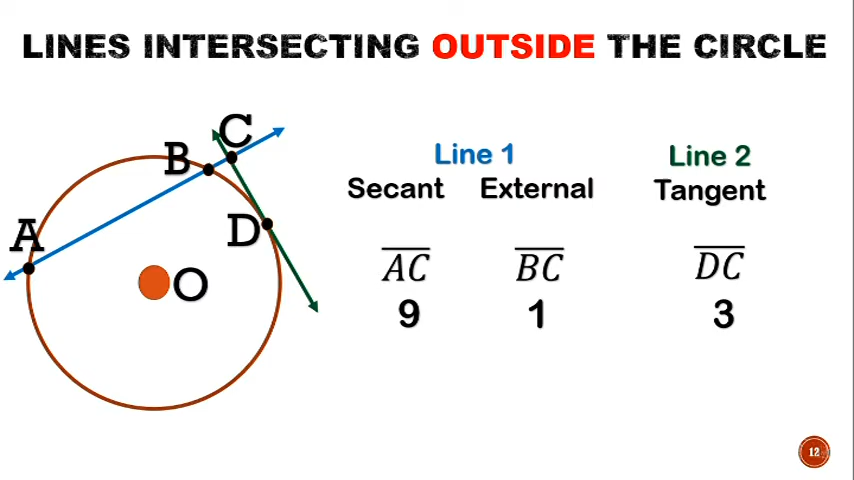 LINES INTERSECTING OUTSIDE THE CIRCLE
C
B
A
D
O
Line 1
Line 2
Secant External Tangent
AC BC DC
9 1 3
12